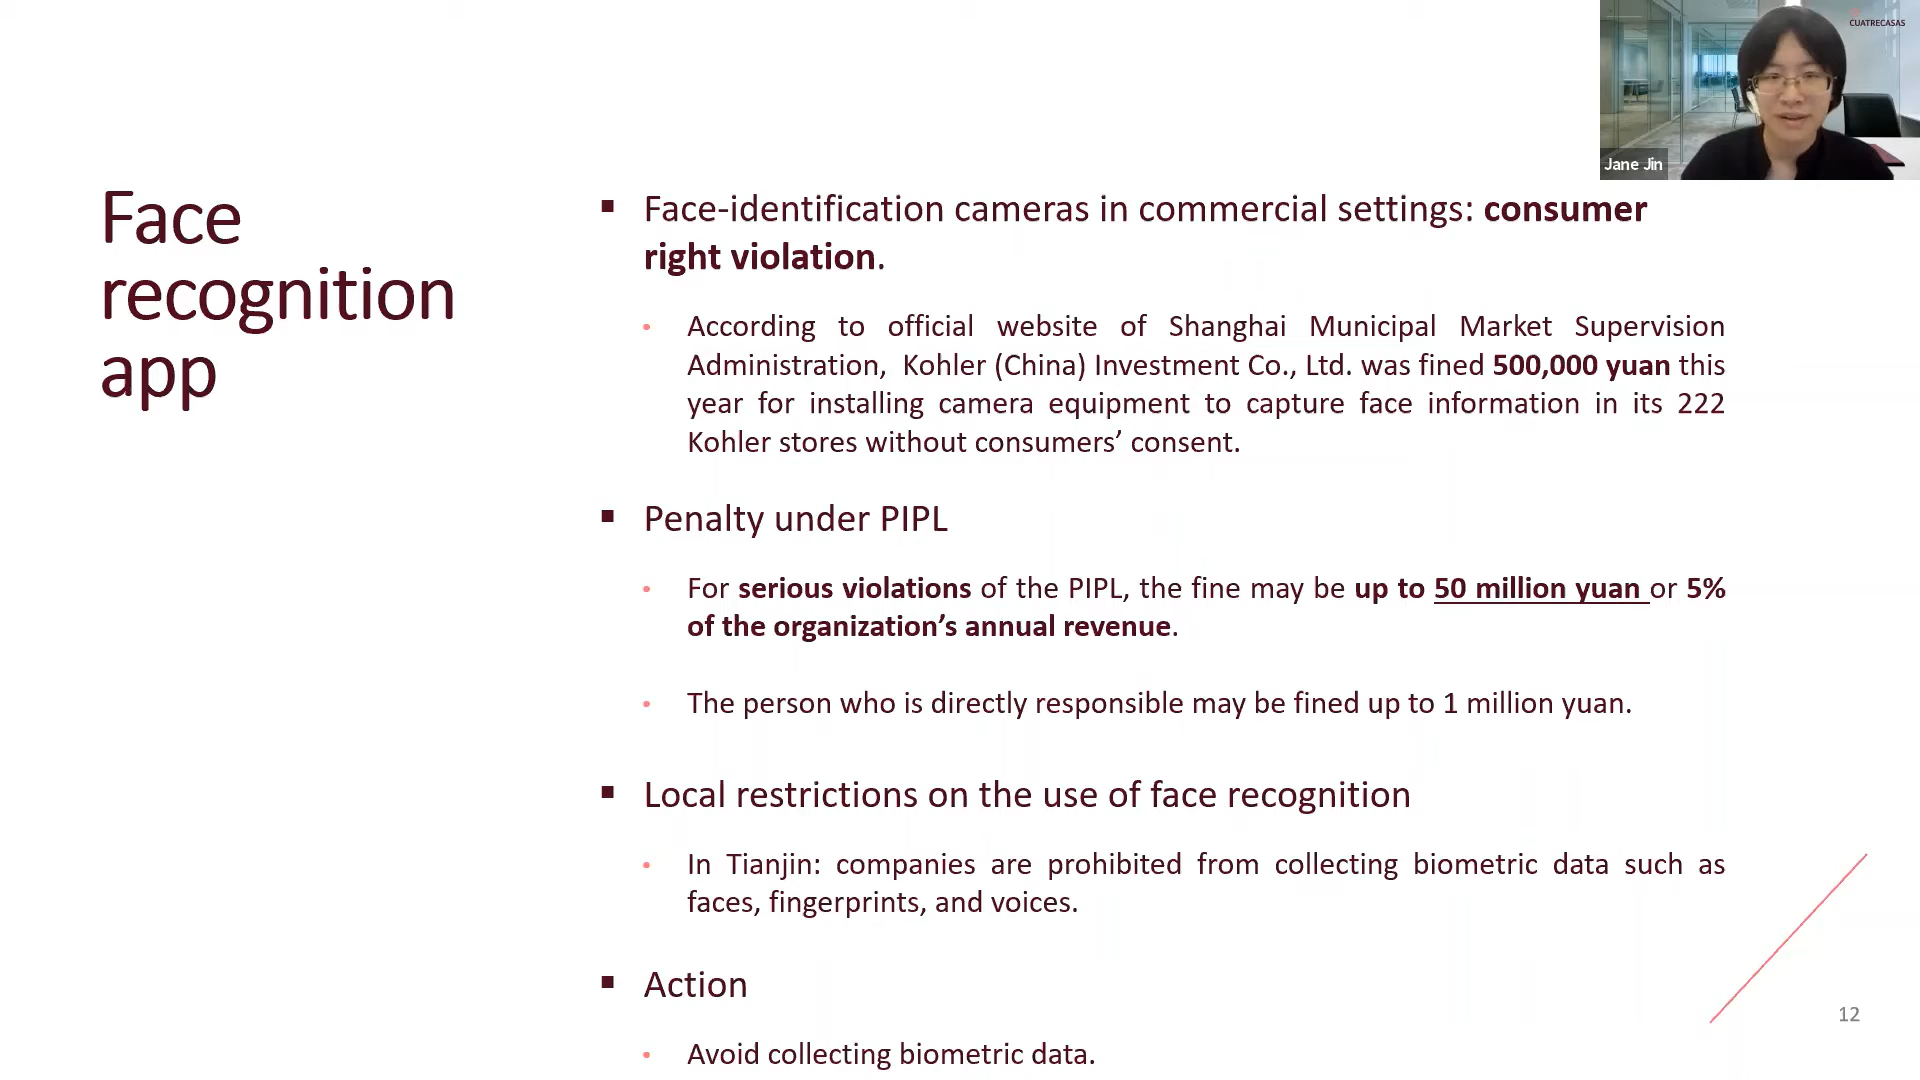 CUATRECASAS
Jane Jin
Face
recognition
app
▪ Face-identification cameras in commercial settings: consumer
right violation.
• According to official website of Shanghai Municipal Market Supervision
Administration, Kohler (China) Investment Co., Ltd. was fined 500,000 yuan this
year for installing camera equipment to capture face information in its 222
Kohler stores without consumers’ consent.
▪ Penalty under PIPL
• For serious violations of the PIPL, the fine may be up to 50 million yuan or 5%
of the organization’s annual revenue.
• The person who is directly responsible may be fined up to 1 million yuan.
▪ Local restrictions on the use of face recognition
• In Tianjin: companies are prohibited from collecting biometric data such as
faces, fingerprints, and voices.
▪ Action
• Avoid collecting biometric data.
12